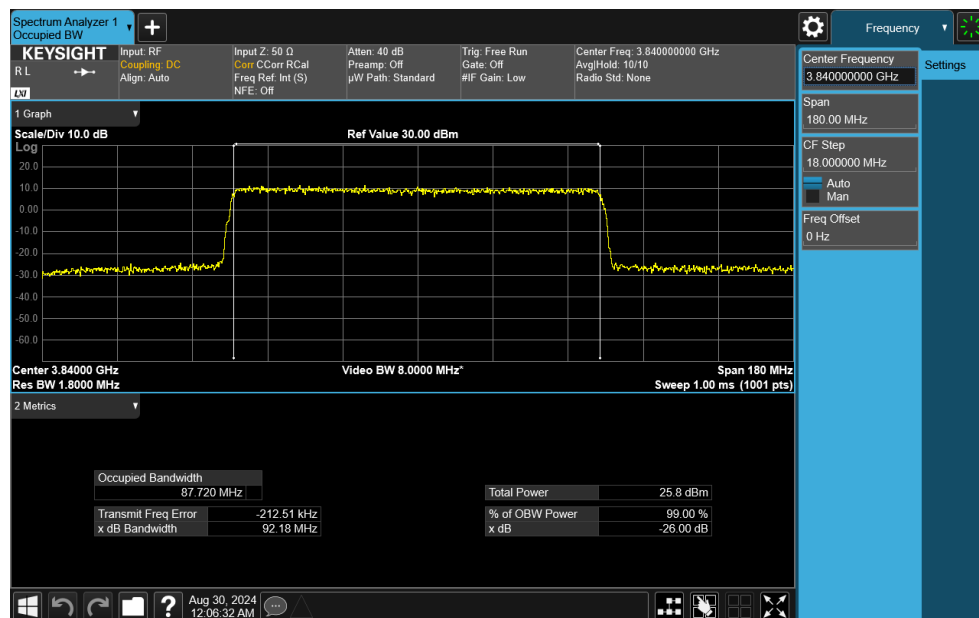 Spectrum Analyzer 1
Occupied BW
Frequency
KEYSIGHT
R L
LXI
Input: RF
Coupling: DC
Align: Auto
Input Z: 50 Ω
Corr CCorr RCal
Freq Ref: Int (S)
NFE: Off
Atten: 40 dB
Preamp: Off
µW Path: Standard
Trig: Free Run
Gate: Off
#IF Gain: Low
Center Freq: 3.840000000 GHz
Avg|Hold: 10/10
Radio Std: None
Center Frequency
3.840000000 GHz
Settings
Span
180.00 MHz
CF Step
18.000000 MHz
Auto
Man
Freq Offset
0 Hz
1 Graph
Scale/Div 10.0 dB
Ref Value 30.00 dBm
Log
20.0
10.0
0.00
-10.0
-20.0
-30.0
-40.0
-50.0
-60.0
Center 3.84000 GHz
Video BW 8.0000 MHz*
Span 180 MHz
Res BW 1.8000 MHz
Sweep 1.00 ms (1001 pts)
2 Metrics
Occupied Bandwidth
87.720 MHz
Total Power 25.8 dBm
Transmit Freq Error -212.51 kHz
% of OBW Power 99.00 %
x dB Bandwidth 92.18 MHz
x dB -26.00 dB
?
Aug 30, 2024
12:06:32 AM